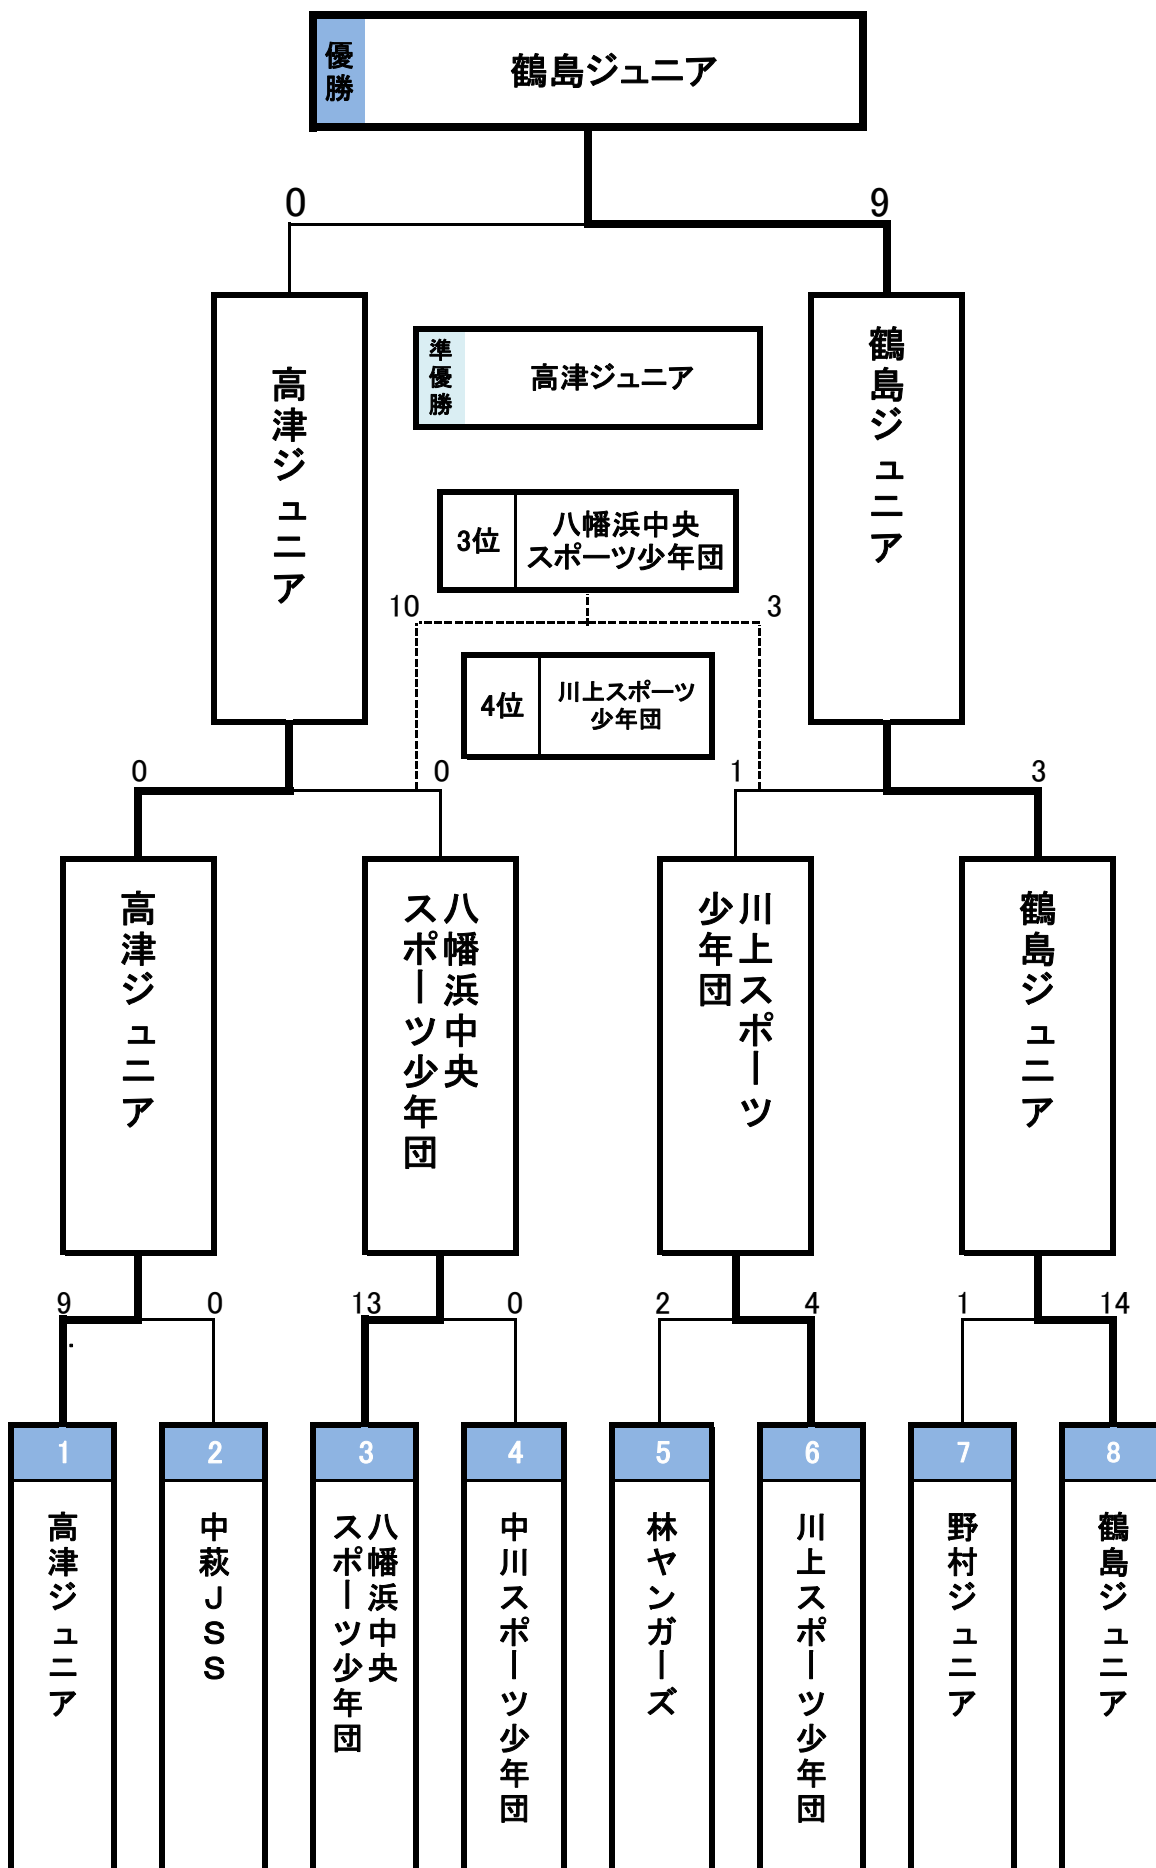 優勝
鶴島ジュニア
0
9
高津ジュニア
鶴島ジュニア
準優勝
高津ジュニア
3位
八幡浜中央
スポーツ少年団
10
3
4位
川上スポーツ
少年団
0
0
1
3
高津ジュニア
八幡浜中央
スポーツ少年団
川上スポーツ
少年団
鶴島ジュニア
9
0
13
0
2
4
1
14
.
1
2
3
4
5
6
7
8
高津ジュニア
中萩JSS
八幡浜中央
スポーツ少年団
中川スポーツ少年団
林ヤンガーズ
川上スポーツ少年団
野村ジュニア
鶴島ジュニア